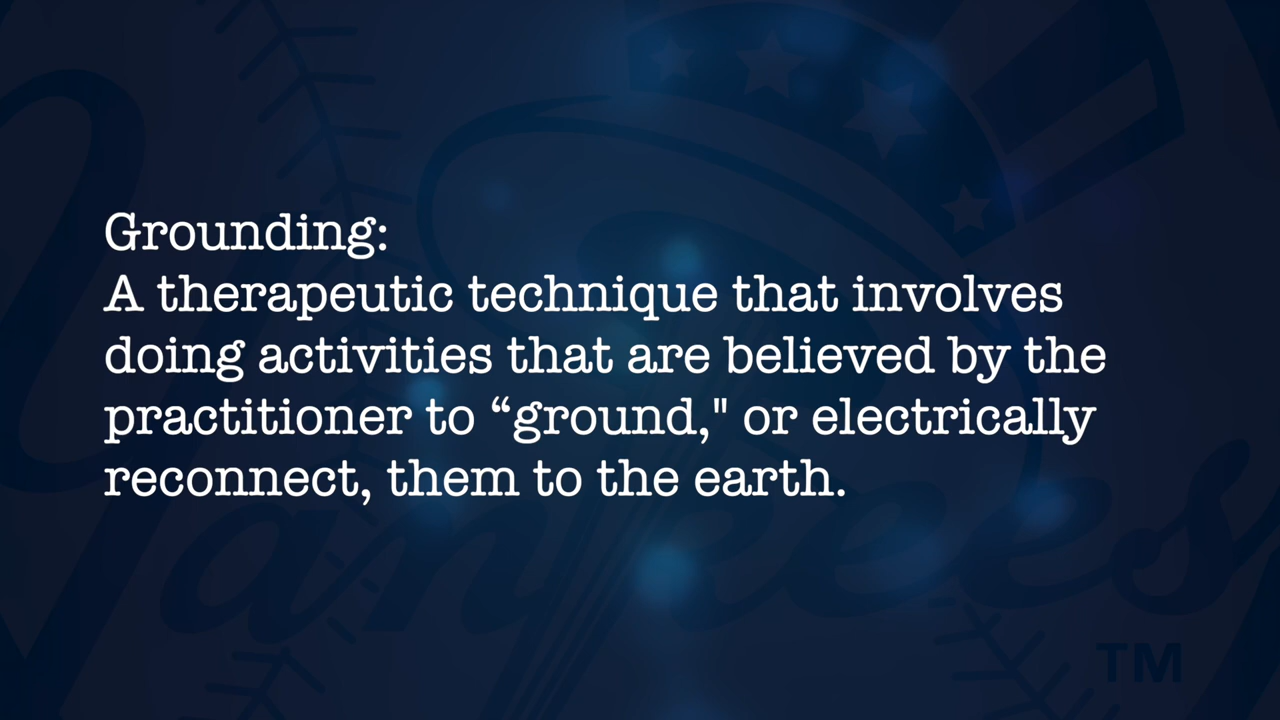 Grounding:
A therapeutic technique that involves
doing activities that are believed by the
practitioner to “ground," or electrically
reconnect, them to the earth.
Yankees
TM